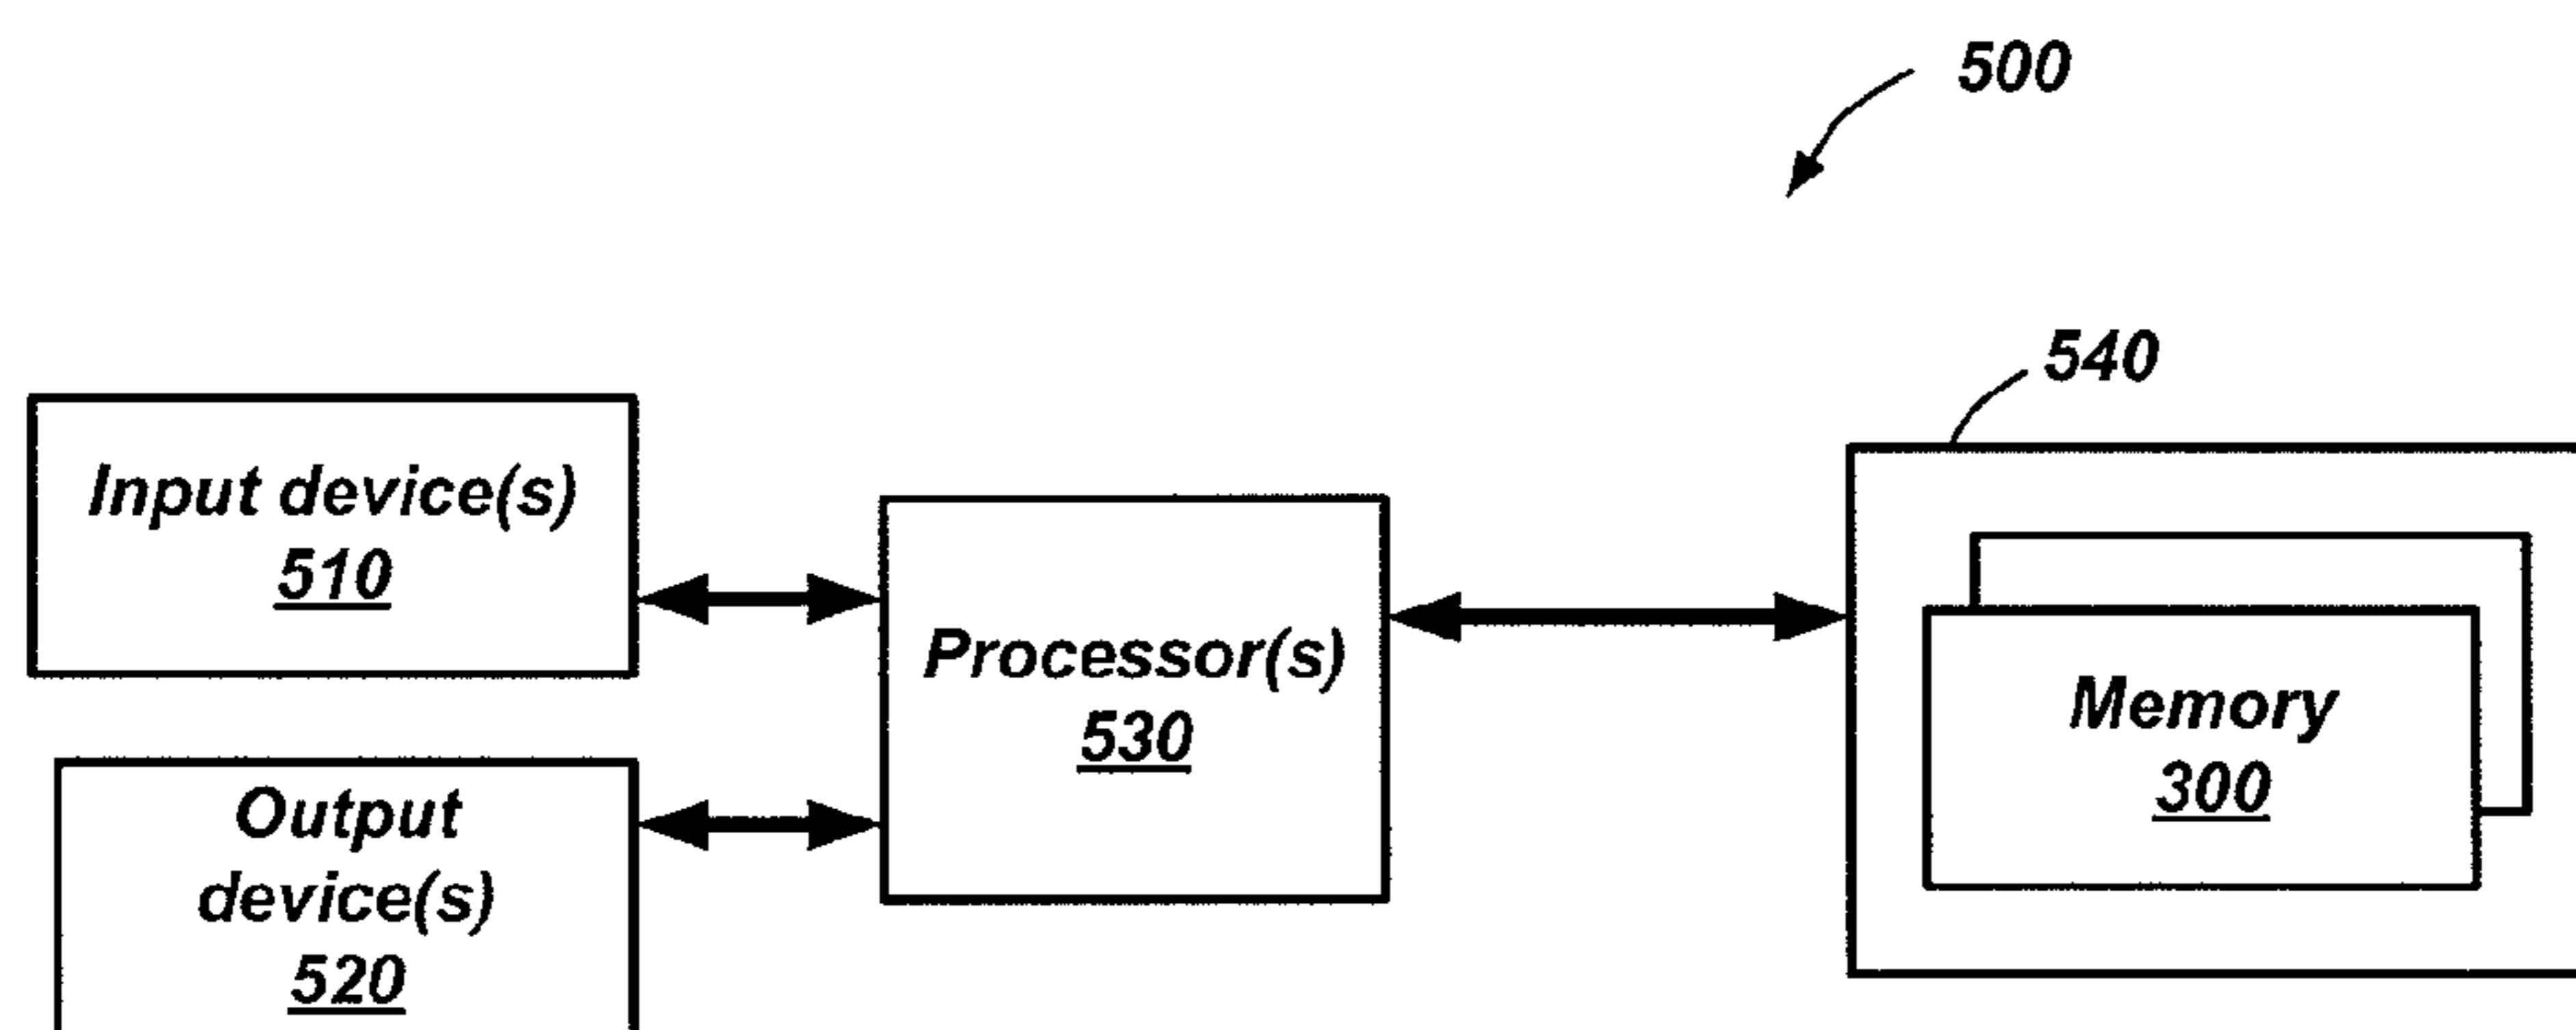 500
540
Input device(s)
510
Processor(s)
530
Memory
300
Output
device(s)
520